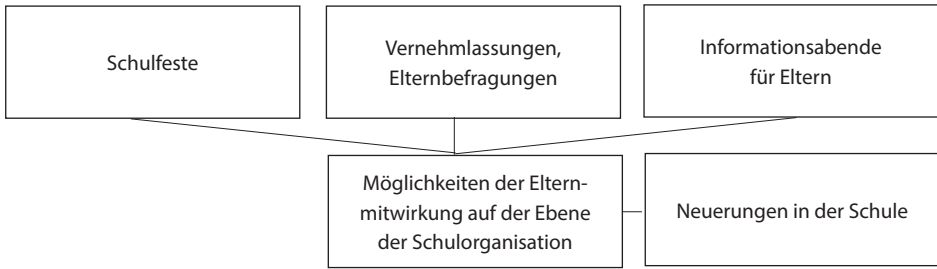 Schulfeste
Vernehmlassungen,
Elternbefragungen
Informationsabende
für Eltern
Möglichkeiten der Eltern-
mitwirkung auf der Ebene
der Schulorganisation
Neuerungen in der Schule